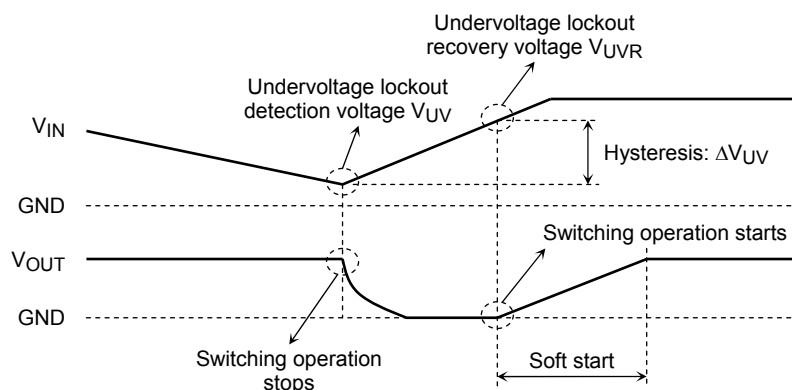 Undervoltage lockout
recovery voltage VUVR
Undervoltage lockout
detection voltage VUV
VIN
Hysteresis: ΔVUV
GND
Switching operation starts
VOUT
GND
Switching operation
stops
Soft start